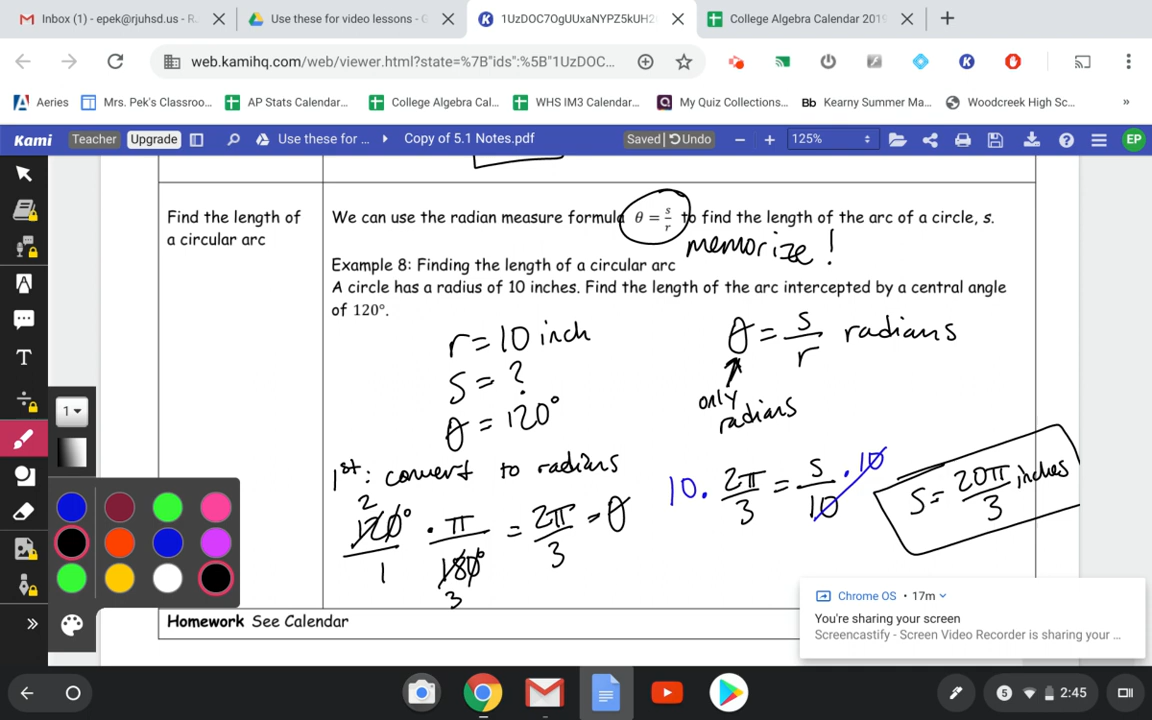 Inbox (1) - epek@rjuhsd.us - R
Use these for video lessons - G
1UzDOC7OgUUxaNYPZ5kUH2
College Algebra Calendar 2019
web.kamihq.com/web/viewer.html?state=%7B"ids":%5B"1UzDOC...
Aeries
Mrs. Pek's Classroo...
AP Stats Calendar...
College Algebra Cal...
WHS IM3 Calendar...
My Quiz Collections...
Bb Kearny Summer Ma...
Woodcreek High Sc...
»
Kami
Teacher
Upgrade
Use these for ...
Copy of 5.1 Notes.pdf
Saved
Undo
125%
EP
Find the length of
a circular arc
We can use the radian measure formula θ = s/r to find the length of the arc of a circle, s.
memorize!
Example 8: Finding the length of a circular arc
A circle has a radius of 10 inches. Find the length of the arc intercepted by a central angle
of 120°.
r = 10 inch
s = ?
θ = 120°
θ = s/r radians
only
radians
1st: convert to radians
2
120°/1 · π/180° = 2π/3 = θ
3
10 · 2π/3 = s/10 · 10
s = 20π/3 inches
T
1
Homework See Calendar
Chrome OS • 17m
You're sharing your screen
Screencastify - Screen Video Recorder is sharing your ...
5
2:45